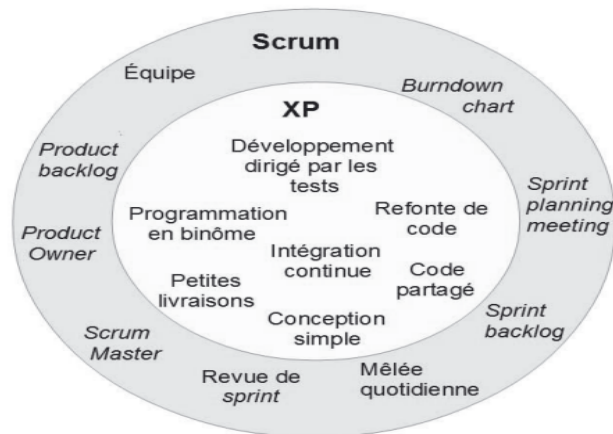 Scrum
Équipe
Burndown
chart
XP
Développement
dirigé par les
tests
Product
backlog
Sprint
planning
meeting
Programmation
en binôme
Refonte de
code
Product
Owner
Intégration
continue
Petites
livraisons
Code
partagé
Sprint
backlog
Conception
simple
Scrum
Master
Revue de
sprint
Mêlée
quotidienne